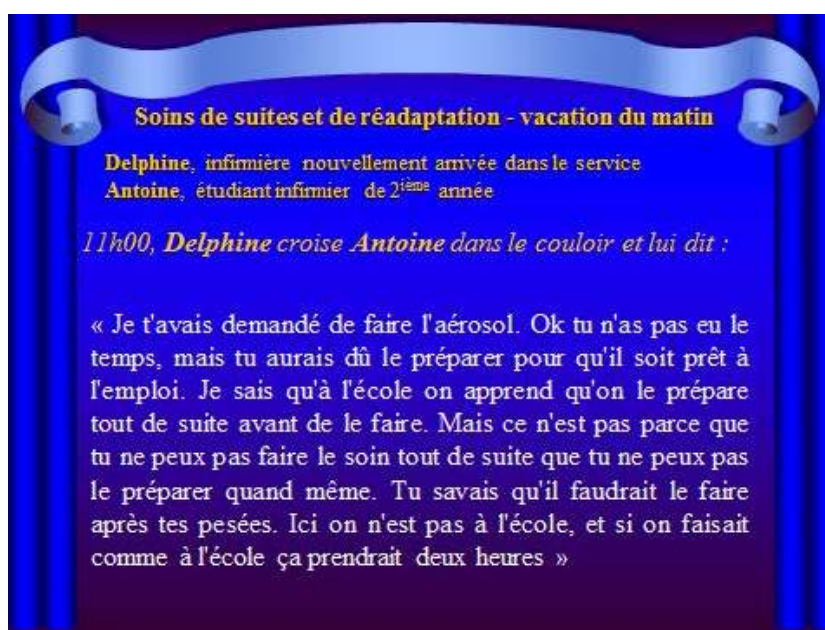 Soins de suites et de réadaptation - vacation du matin
Delphine, infirmière nouvellement arrivée dans le service
Antoine, étudiant infirmier de 2ième année
11h00, Delphine croise Antoine dans le couloir et lui dit :
« Je t'avais demandé de faire l'aérosol. Ok tu n'as pas eu le
temps, mais tu aurais dû le préparer pour qu'il soit prêt à
l'emploi. Je sais qu'à l'école on apprend qu'on le prépare
tout de suite avant de le faire. Mais ce n'est pas parce que
tu ne peux pas faire le soin tout de suite que tu ne peux pas
le préparer quand même. Tu savais qu'il faudrait le faire
après tes pesées. Ici on n'est pas à l'école, et si on faisait
comme à l'école ça prendrait deux heures »